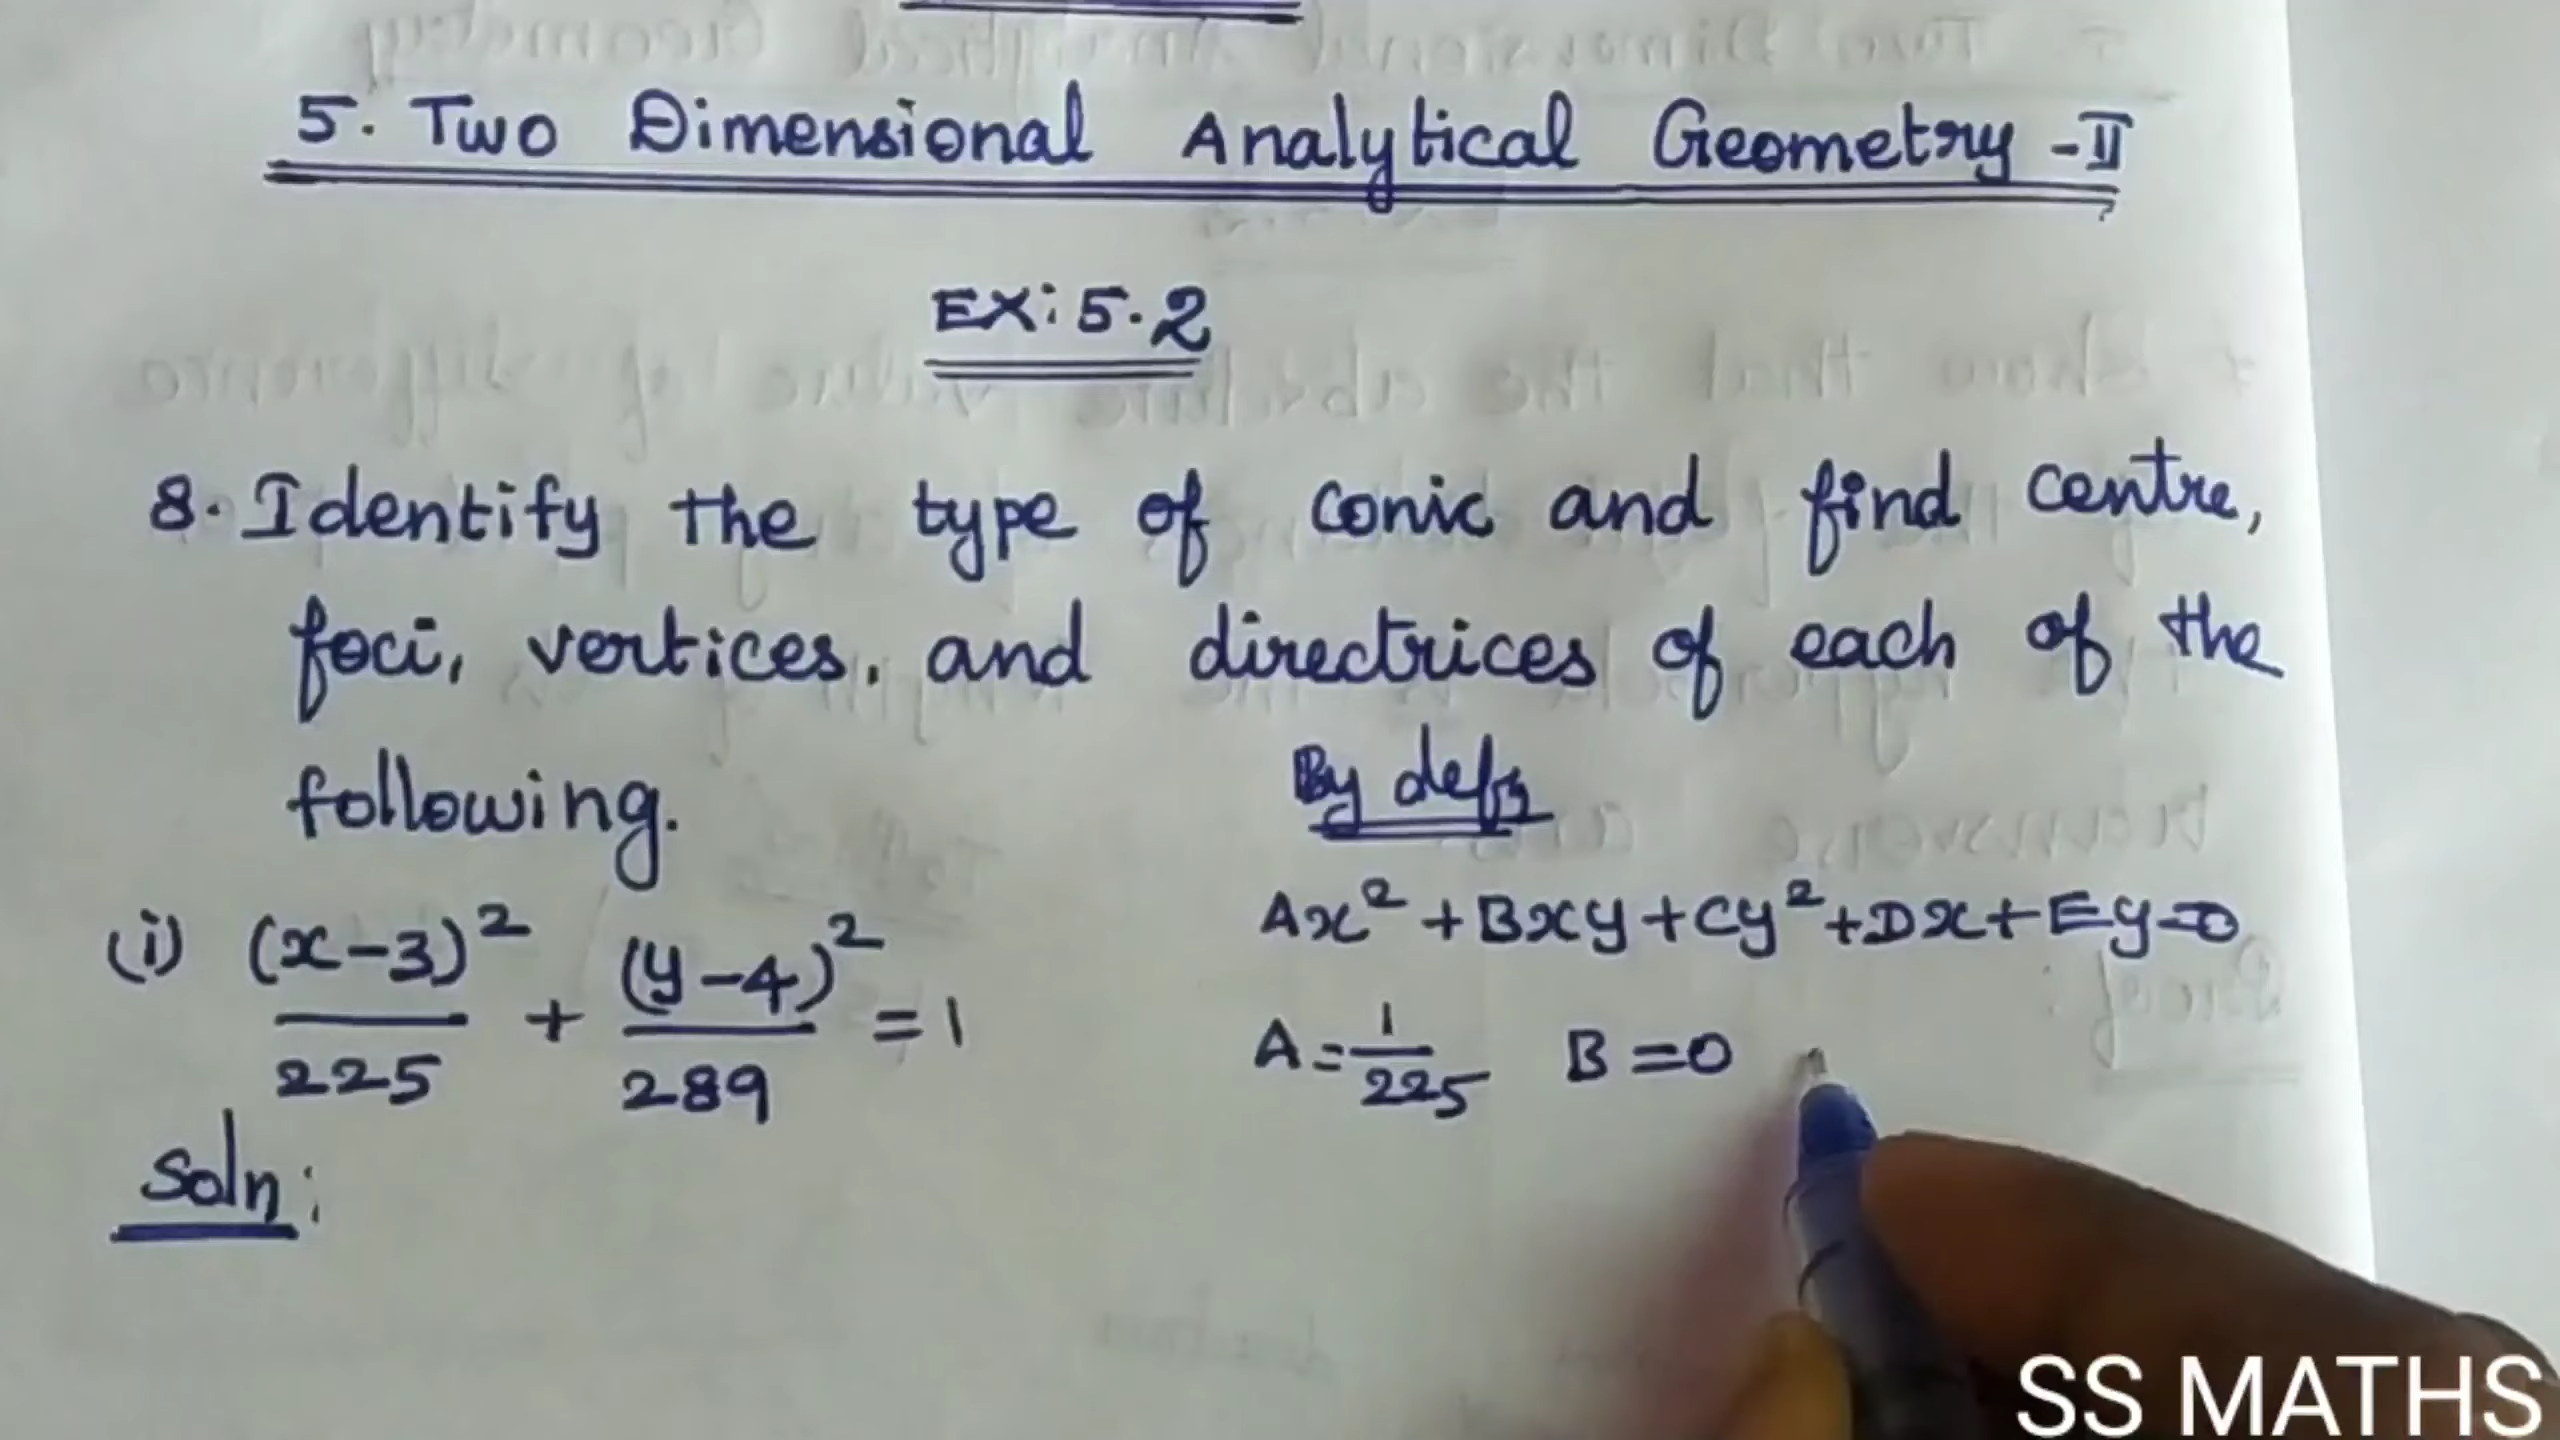 5. Two Dimensional Analytical Geometry -II
EX: 5.2
8. Identify the type of conic and find centre,
foci, vertices, and directrices of each of the
following.
(i) (x-3)²/225 + (y-4)²/289 = 1
Soln:
By defn
Ax² + Bxy + Cy² + Dx + Ey = 0
A = 1/225 B = 0
SS MATHS